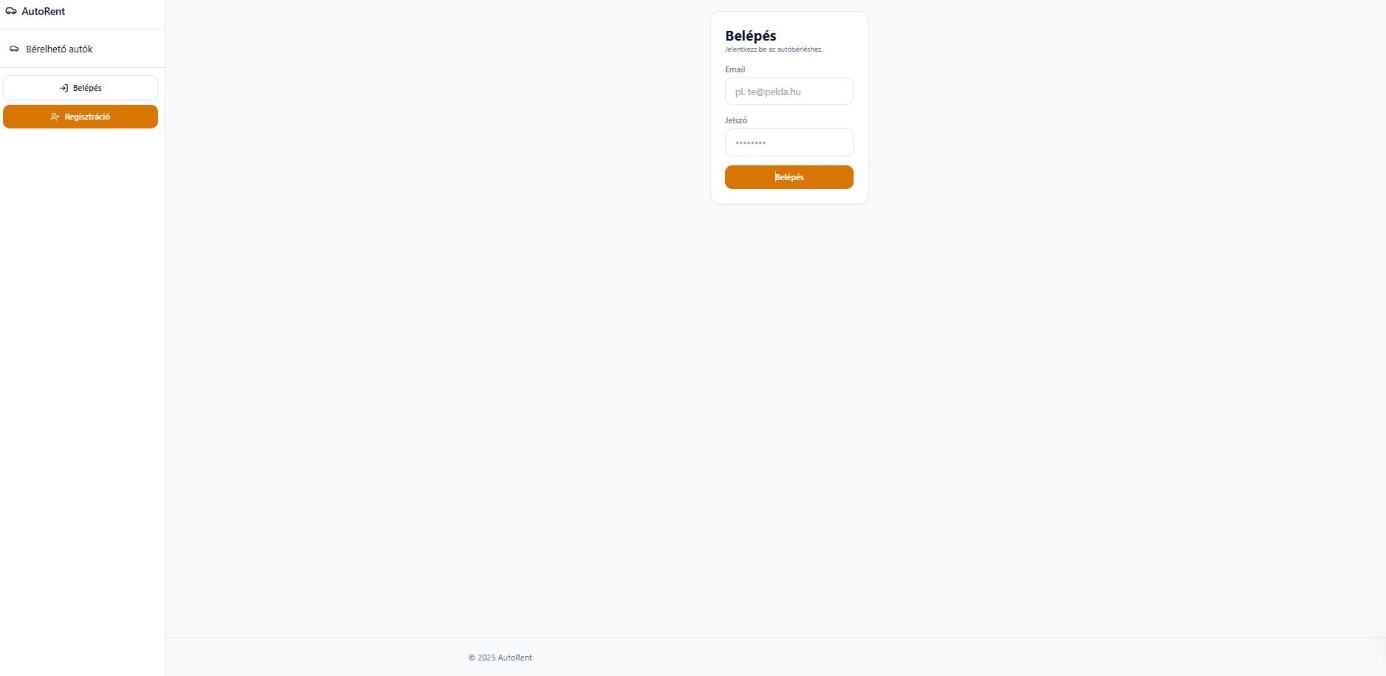 AutoRent
Bérelhető autók
Belépés
Regisztráció
Belépés
Jelentkezz be az autóbérléshez.
Email
pl. te@pelda.hu
Jelszó
••••••••
Belépés
© 2025 AutoRent